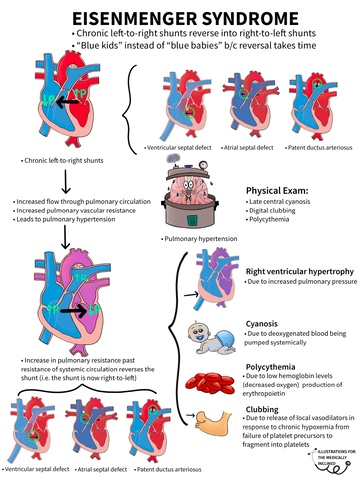 EISENMENGER SYNDROME
• Chronic left-to-right shunts reverse into right-to-left shunts
• "Blue kids" instead of "blue babies" b/c reversal takes time
↓P
↑P
• Ventricular septal defect
• Atrial septal defect
• Patent ductus arteriosus
• Chronic left-to-right shunts
• Increased flow through pulmonary circulation
• Increased pulmonary vascular resistance
• Leads to pulmonary hypertension
Physical Exam:
• Late central cyanosis
• Digital clubbing
• Polycythemia
• Pulmonary hypertension
Right ventricular hypertrophy
• Due to increased pulmonary pressure
Cyanosis
• Due to deoxygenated blood being
pumped systemically
• Increase in pulmonary resistance past
resistance of systemic circulation reverses the
shunt (i.e. the shunt is now right-to-left)
Polycythemia
• Due to low hemoglobin levels
(decreased oxygen) production of
erythropoietin
Clubbing
• Due to release of local vasodilators in
response to chronic hypoxemia from
failure of platelet precursors to
fragment into platelets
• Ventricular septal defect
• Atrial septal defect
• Patent ductus arteriosus
ILLUSTRATIONS
FOR THE
MEDICALLY
INCLINED